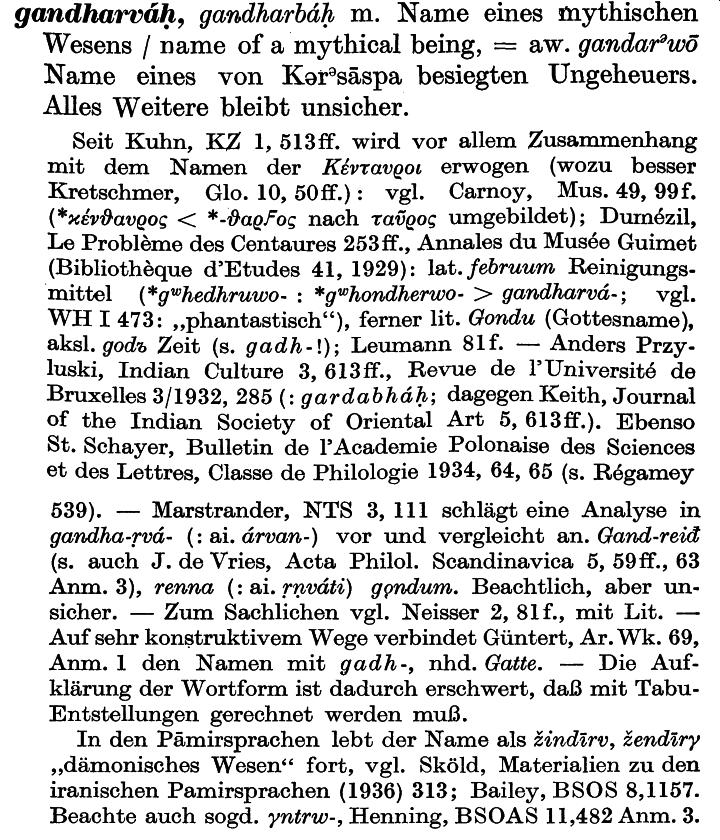 gandharváḥ, gandharbáḥ m. Name eines mythischen
Wesens / name of a mythical being, = aw. gandarᵊwō
Name eines von Kərᵊsāspa besiegten Ungeheuers.
Alles Weitere bleibt unsicher.
Seit Kuhn, KZ 1, 513ff. wird vor allem Zusammenhang
mit dem Namen der Κένταυροι erwogen (wozu besser
Kretschmer, Glo. 10, 50ff.): vgl. Carnoy, Mus. 49, 99f.
(*κένθαυρος < *-θαρϝος nach ταῦρος umgebildet); Dumézil,
Le Problème des Centaures 253ff., Annales du Musée Guimet
(Bibliothèque d'Etudes 41, 1929): lat. februum Reinigungs-
mittel (*gʷhedhruwo- : *gʷhondherwo- > gandharvá-; vgl.
WH I 473: „phantastisch“), ferner lit. Gondu (Gottesname),
aksl. godъ Zeit (s. gadh-!); Leumann 81f. — Anders Przy-
luski, Indian Culture 3, 613ff., Revue de l'Université de
Bruxelles 3/1932, 285 (: gardabháḥ; dagegen Keith, Journal
of the Indian Society of Oriental Art 5, 613ff.). Ebenso
St. Schayer, Bulletin de l'Academie Polonaise des Sciences
et des Lettres, Classe de Philologie 1934, 64, 65 (s. Régamey
539). — Marstrander, NTS 3, 111 schlägt eine Analyse in
gandha-ṛvá- (: ai. árvan-) vor und vergleicht an. Gand-reiđ
(s. auch J. de Vries, Acta Philol. Scandinavica 5, 59ff., 63
Anm. 3), renna (: ai. ṛṇváti) gǫndum. Beachtlich, aber un-
sicher. — Zum Sachlichen vgl. Neisser 2, 81f., mit Lit. —
Auf sehr konstruktivem Wege verbindet Güntert, Ar. Wk. 69,
Anm. 1 den Namen mit gadh-, nhd. Gatte. — Die Auf-
klärung der Wortform ist dadurch erschwert, daß mit Tabu-
Entstellungen gerechnet werden muß.
In den Pāmirsprachen lebt der Name als žindīrv, žendīrγ
„dämonisches Wesen“ fort, vgl. Sköld, Materialien zu den
iranischen Pamirsprachen (1936) 313; Bailey, BSOS 8,1157.
Beachte auch sogd. γntrw-, Henning, BSOAS 11,482 Anm. 3.